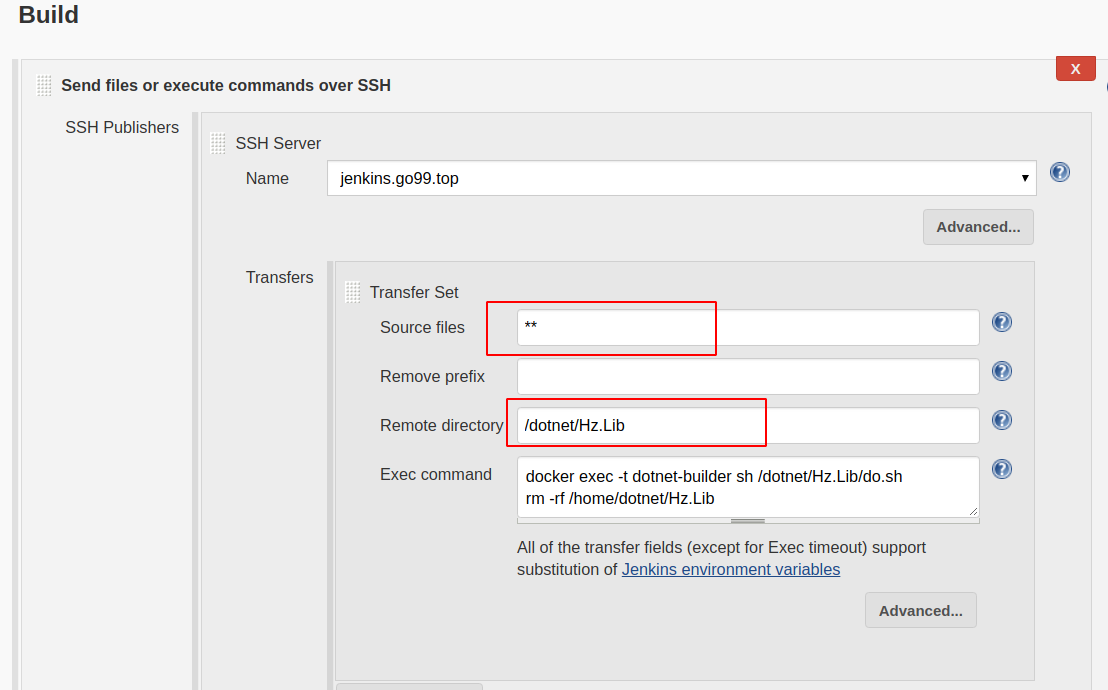 Build
Send files or execute commands over SSH
X
SSH Publishers
SSH Server
Name
jenkins.go99.top
Advanced...
Transfers
Transfer Set
Source files
**
Remove prefix
Remote directory
/dotnet/Hz.Lib
Exec command
docker exec -t dotnet-builder sh /dotnet/Hz.Lib/do.sh
rm -rf /home/dotnet/Hz.Lib
All of the transfer fields (except for Exec timeout) support
substitution of Jenkins environment variables
Advanced...